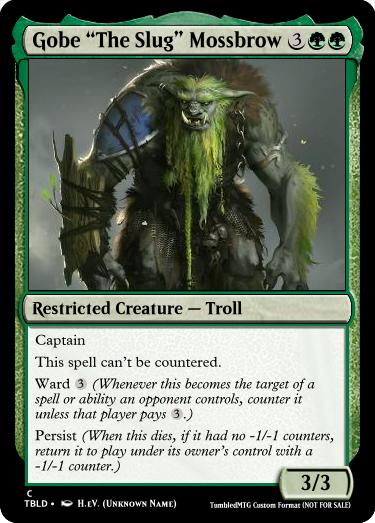 Gobe “The Slug” Mossbrow 3
Restricted Creature — Troll
Captain
This spell can't be countered.
Ward 3 (Whenever this becomes the target of a
spell or ability an opponent controls, counter it
unless that player pays 3.)
Persist (When this dies, if it had no -1/-1 counters,
return it to play under its owner's control with a
-1/-1 counter.)
3/3
C
TBLD • H.eV. (Unknown Name)
TumbledMTG Custom Format (NOT FOR SALE)